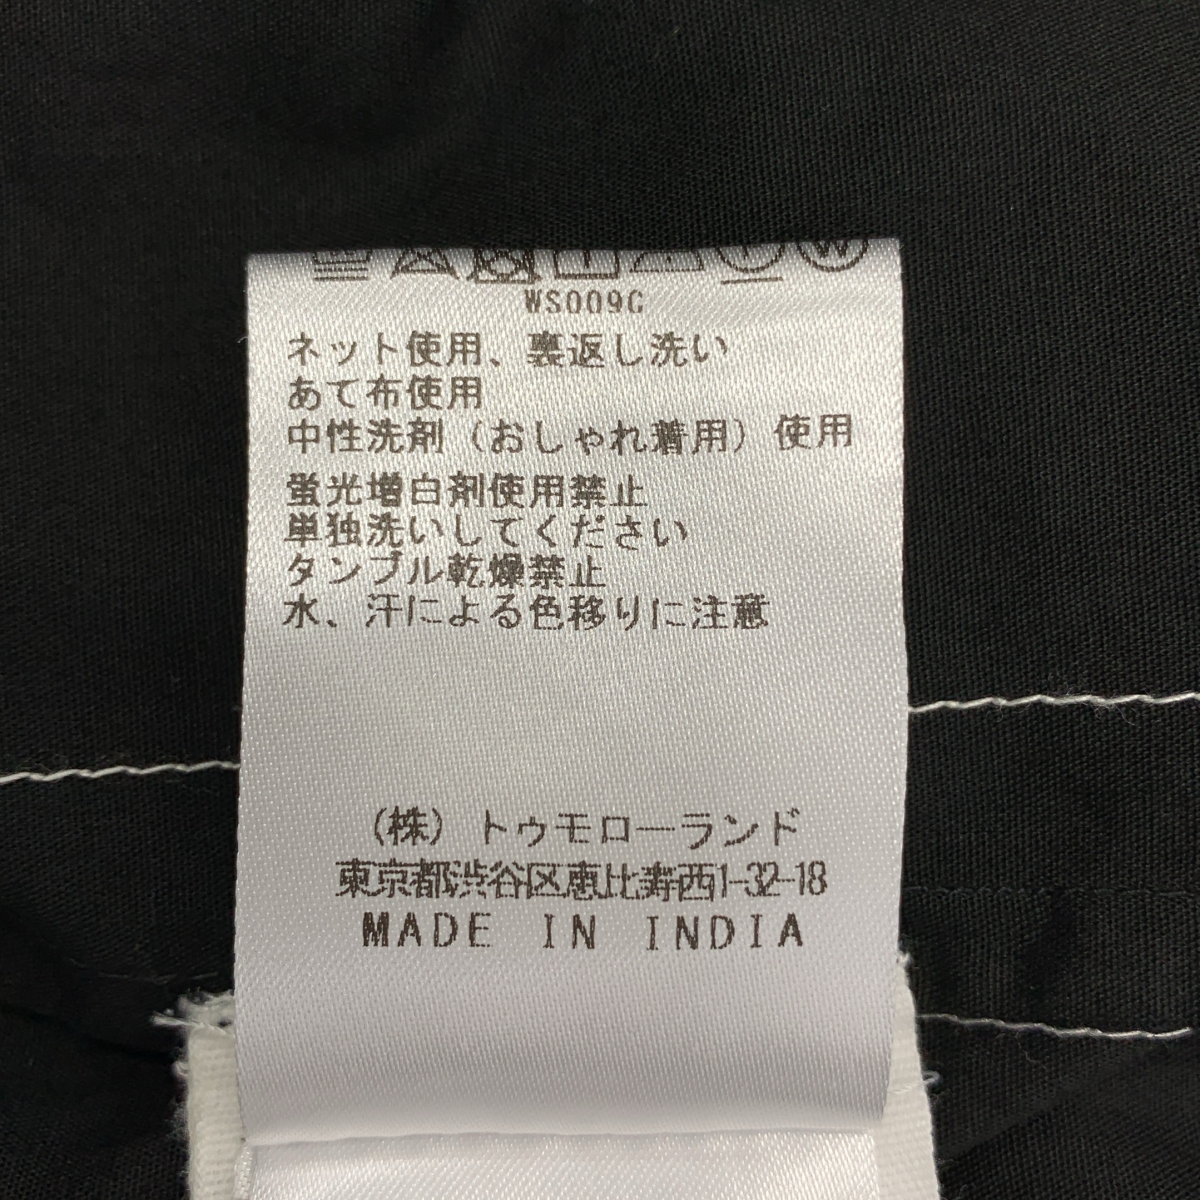 WS009G
ネット使用、裏返し洗い
あて布使用
中性洗剤（おしゃれ着用）使用
蛍光増白剤使用禁止
単独洗いしてください
タンブル乾燥禁止
水、汗による色移りに注意
（株）トゥモローランド
東京都渋谷区恵比寿西1-32-18
MADE IN INDIA